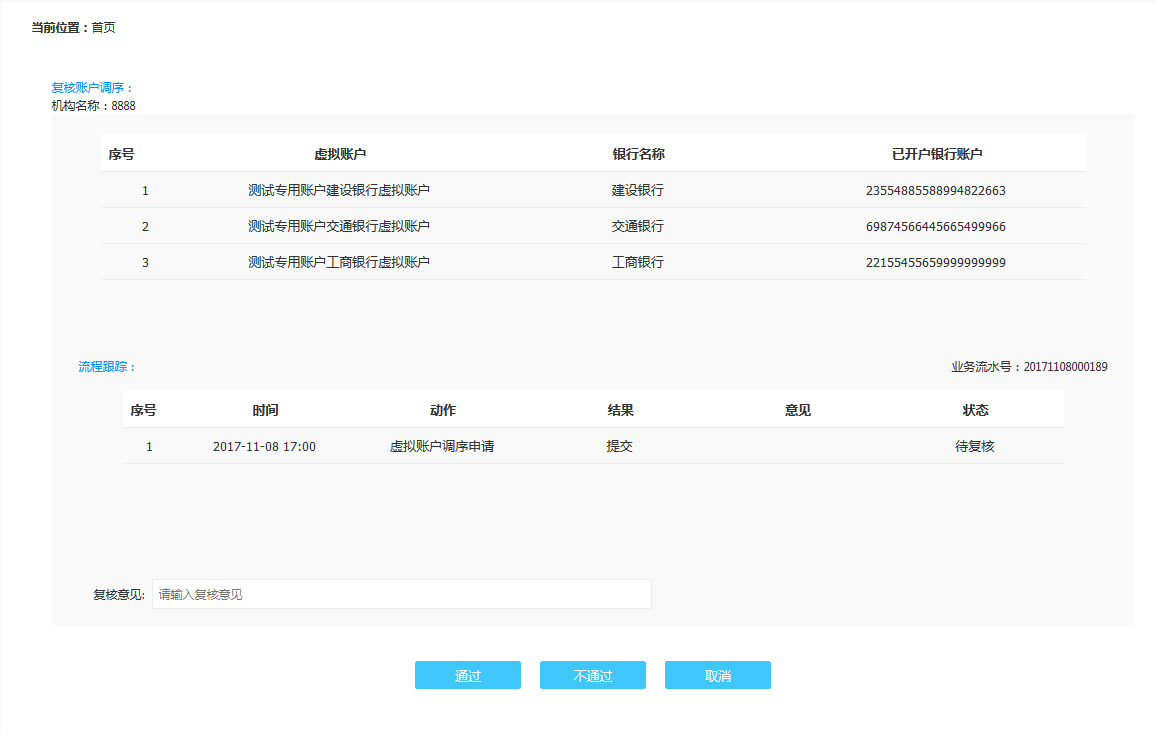 当前位置：首页
复核账户调序：
机构名称：8888
序号 虚拟账户 银行名称 已开户银行账户
1 测试专用账户建设银行虚拟账户 建设银行 23554885588994822663
2 测试专用账户交通银行虚拟账户 交通银行 69874566445665499966
3 测试专用账户工商银行虚拟账户 工商银行 22155455659999999999
流程跟踪： 业务流水号：20171108000189
序号 时间 动作 结果 意见 状态
1 2017-11-08 17:00 虚拟账户调序申请 提交 待复核
复核意见: 请输入复核意见
通过 不通过 取消